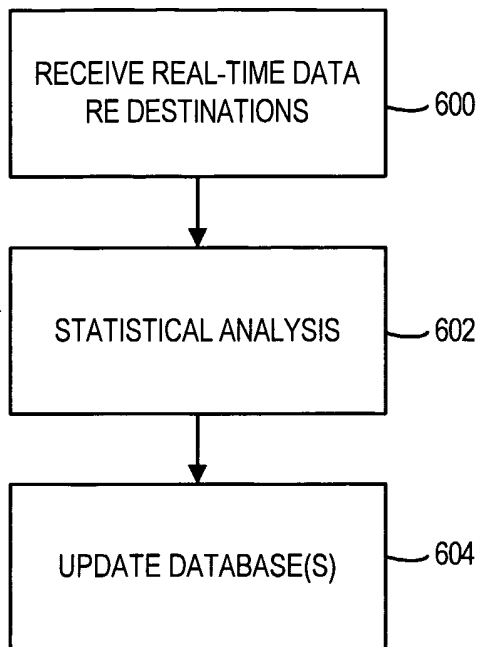 RECEIVE REAL-TIME DATA
RE DESTINATIONS
600
STATISTICAL ANALYSIS
602
UPDATE DATABASE(S)
604